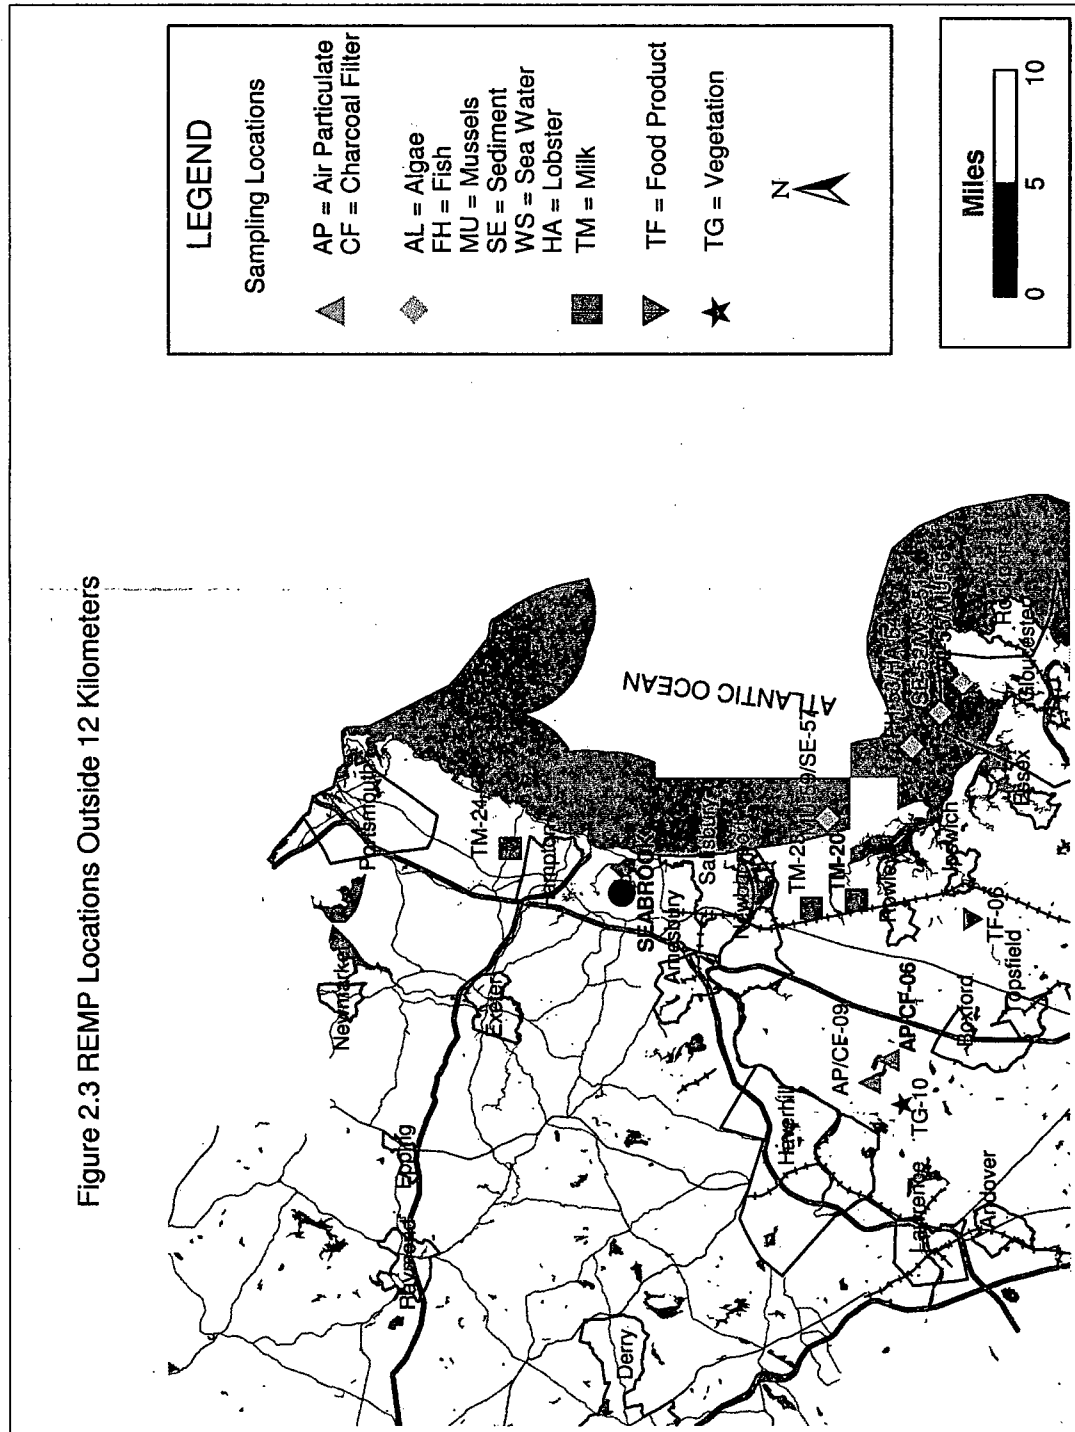 Figure 2.3 REMP Locations Outside 12 Kilometers
LEGEND
Sampling Locations
AP = Air Particulate
CF = Charcoal Filter
AL = Algae
FH = Fish
MU = Mussels
SE = Sediment
WS = Sea Water
HA = Lobster
TM = Milk
TF = Food Product
TG = Vegetation
N
Miles
0 5 10
Portsmouth
Newmarket
TM-24
Exeter
Epping
Raymond
Derry
SEABROOK
Amesbury
Salisbury
ATLANTIC OCEAN
TM-20
Rowley
Ipswich
Essex
Gloucester
Rockport
TF-05
Topsfield
Boxford
AP/CF-06
AP/CF-09
TG-10
Haverhill
Lawrence
Andover